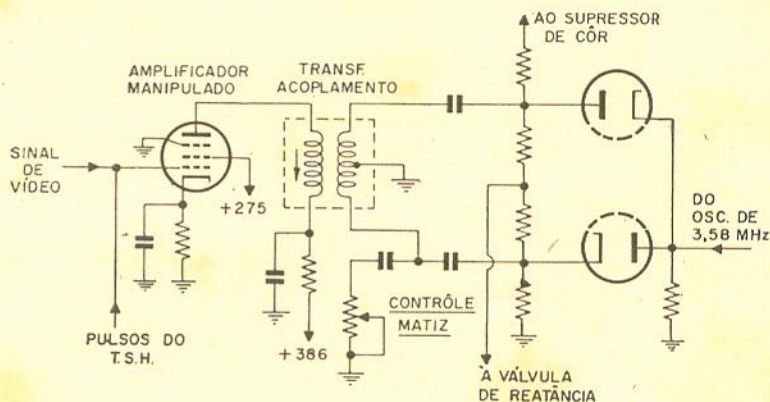 AO SUPRESSOR
DE CÔR
AMPLIFICADOR
MANIPULADO
TRANSF.
ACOPLAMENTO
SINAL
DE
VÍDEO
+275
DO
OSC. DE
3,58 MHz
CONTRÔLE
MATIZ
PULSOS DO
T.S.H.
+386
À VÁLVULA
DE REATÂNCIA